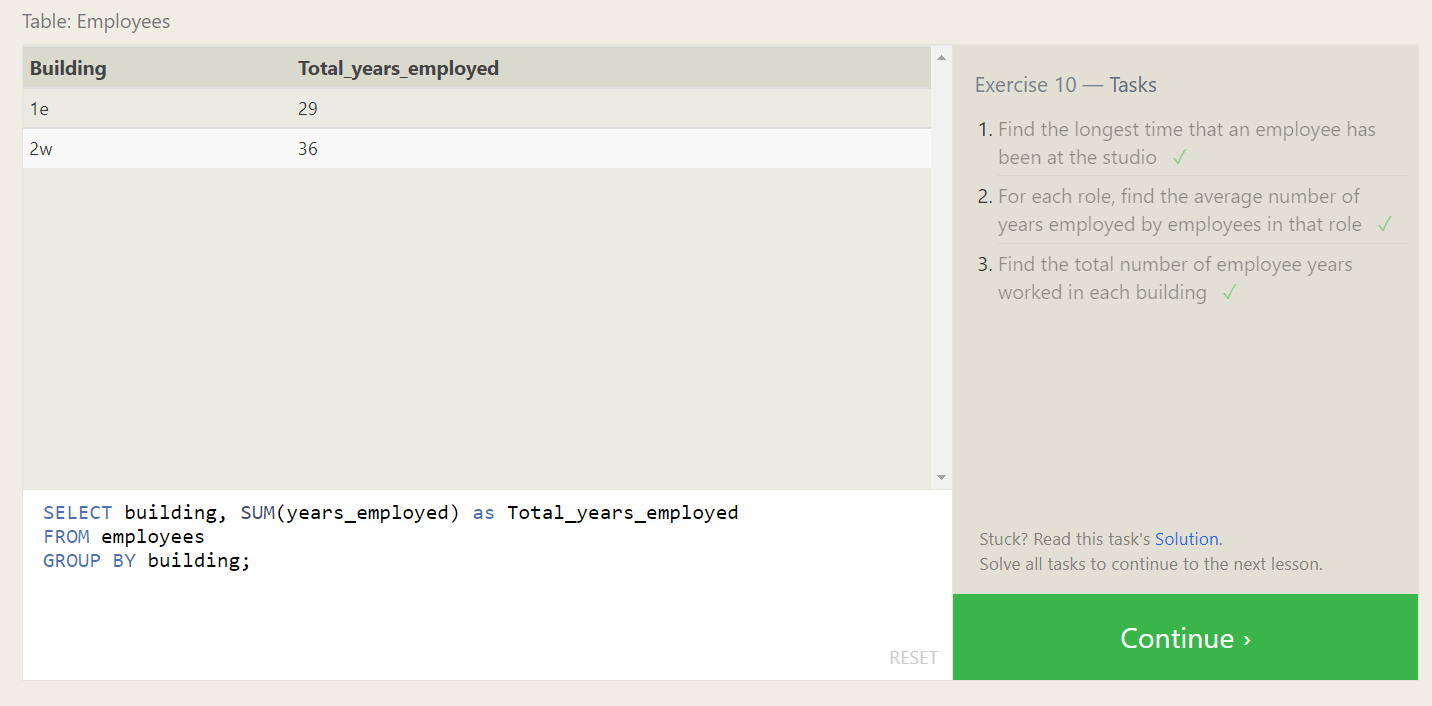 Table: Employees
Building Total_years_employed
1e 29
2w 36
SELECT building, SUM(years_employed) as Total_years_employed
FROM employees
GROUP BY building;
RESET
Exercise 10 — Tasks
1. Find the longest time that an employee has
been at the studio ✓
2. For each role, find the average number of
years employed by employees in that role ✓
3. Find the total number of employee years
worked in each building ✓
Stuck? Read this task's Solution.
Solve all tasks to continue to the next lesson.
Continue ›